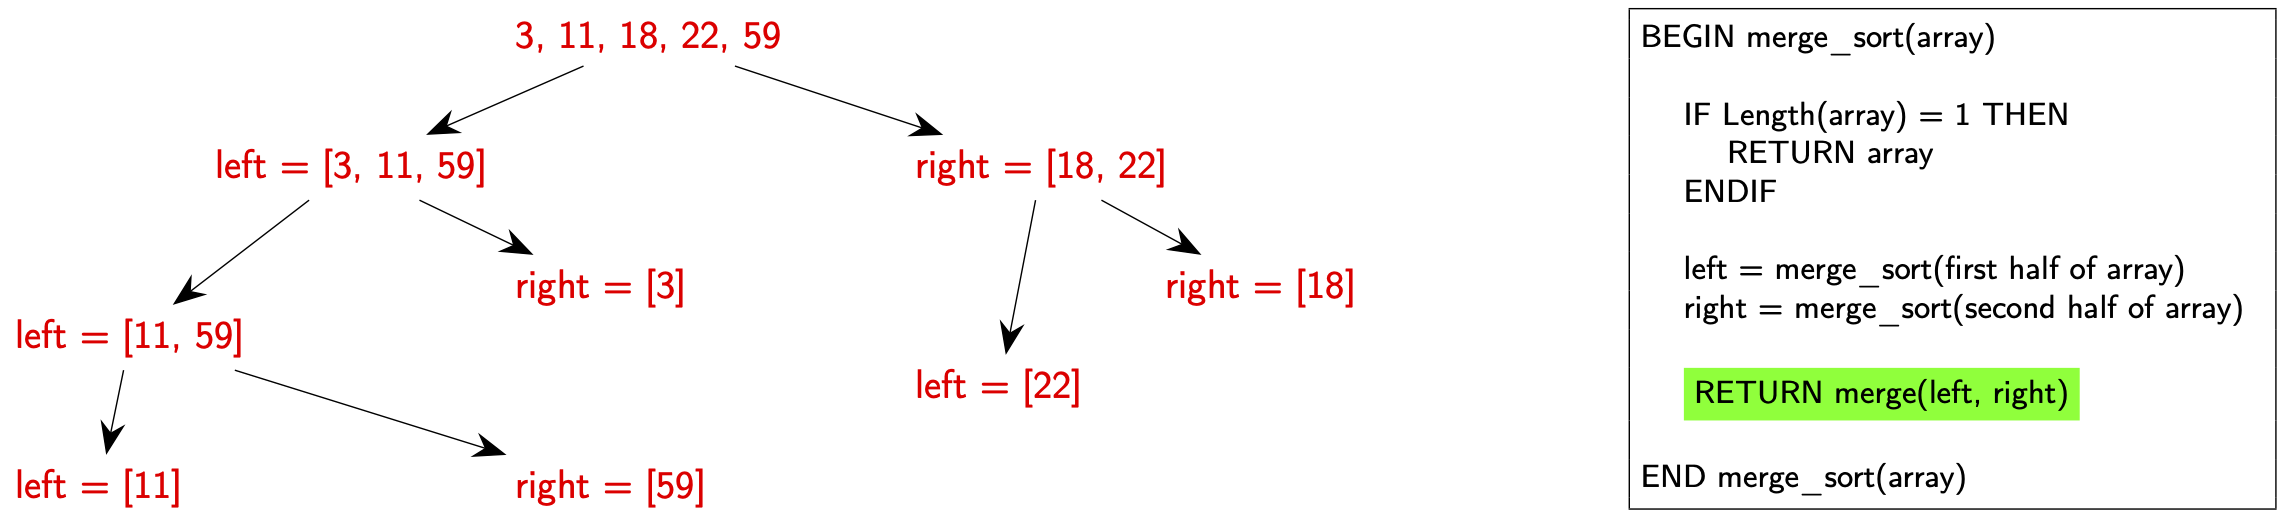 3, 11, 18, 22, 59
left = [3, 11, 59]
right = [18, 22]
right = [3]
right = [18]
left = [11, 59]
left = [22]
left = [11]
right = [59]
BEGIN merge_sort(array)
IF Length(array) = 1 THEN
RETURN array
ENDIF
left = merge_sort(first half of array)
right = merge_sort(second half of array)
RETURN merge(left, right)
END merge_sort(array)